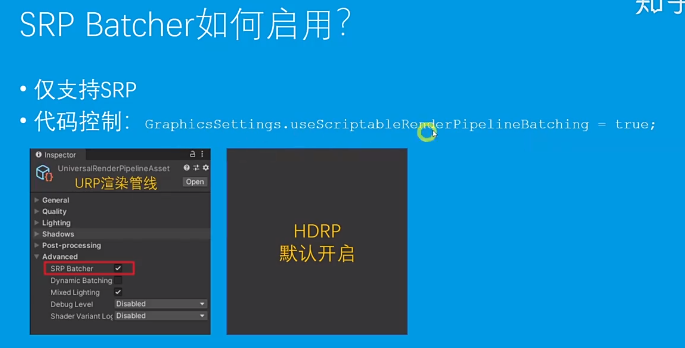 知乎
SRP Batcher如何启用？
• 仅支持SRP
• 代码控制：GraphicsSettings.useScriptableRenderPipelineBatching = true;
Inspector
UniversalRenderPipelineAsset
URP渲染管线
Open
General
Quality
Lighting
Shadows
Post-processing
Advanced
SRP Batcher
Dynamic Batching
Mixed Lighting
Debug Level Disabled
Shader Variant Log Disabled
HDRP
默认开启